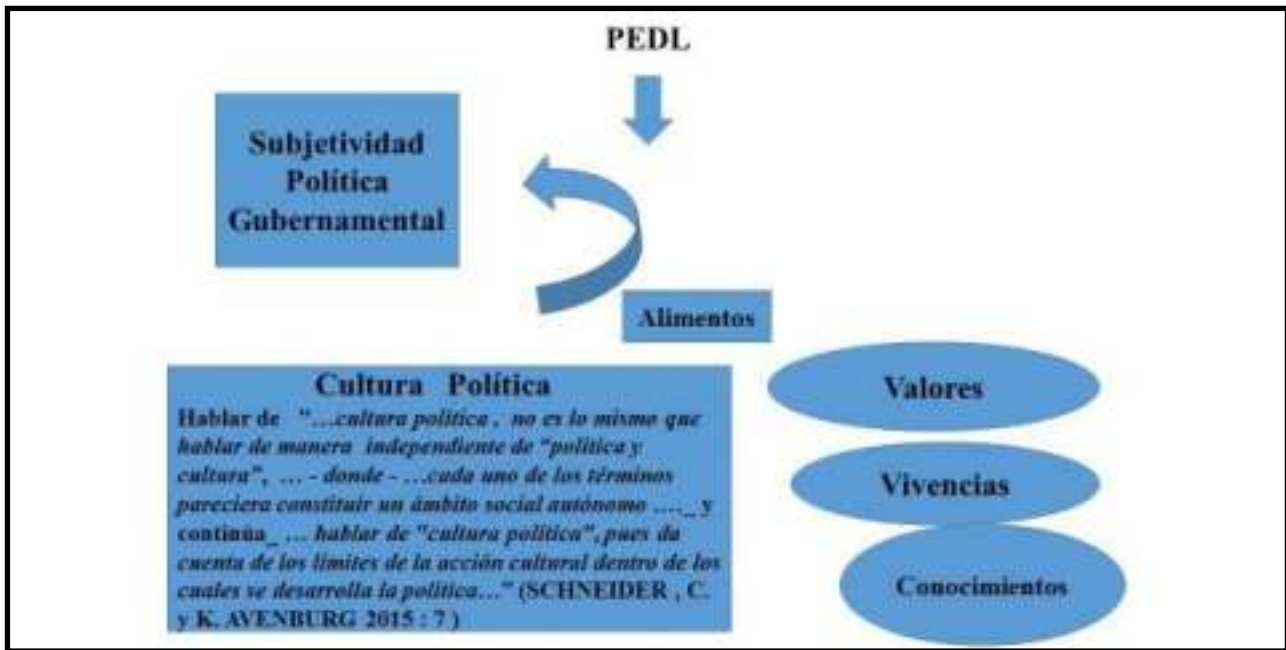 PEDL
Subjetividad
Política
Gubernamental
Alimentos
Cultura Política
Hablar de "…cultura política , no es lo mismo que
hablar de manera independiente de "política y
cultura", … - donde - …cada uno de los términos
pareciera constituir un ámbito social autónomo …._ y
continúa_ … hablar de "cultura política", pues da
cuenta de los límites de la acción cultural dentro de los
cuales se desarrolla la política…" (SCHNEIDER , C.
y K. AVENBURG 2015 : 7 )
Valores
Vivencias
Conocimientos